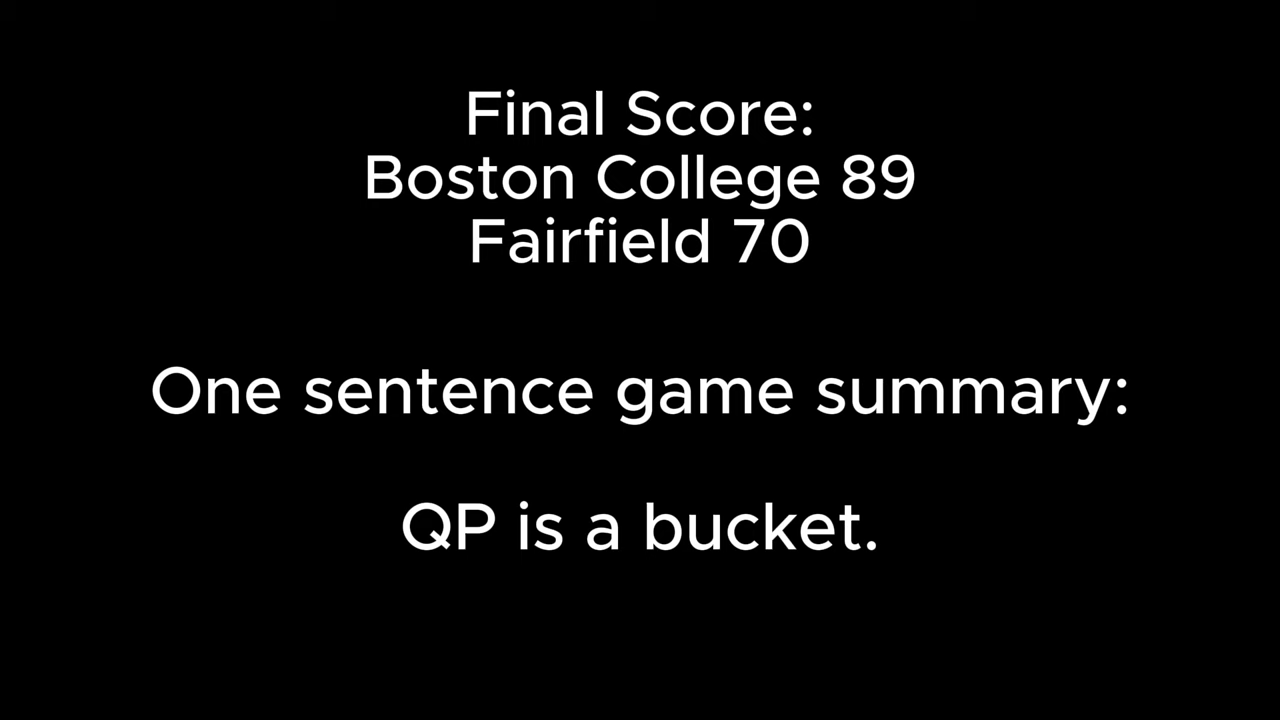 Final Score:
Boston College 89
Fairfield 70
One sentence game summary:
QP is a bucket.